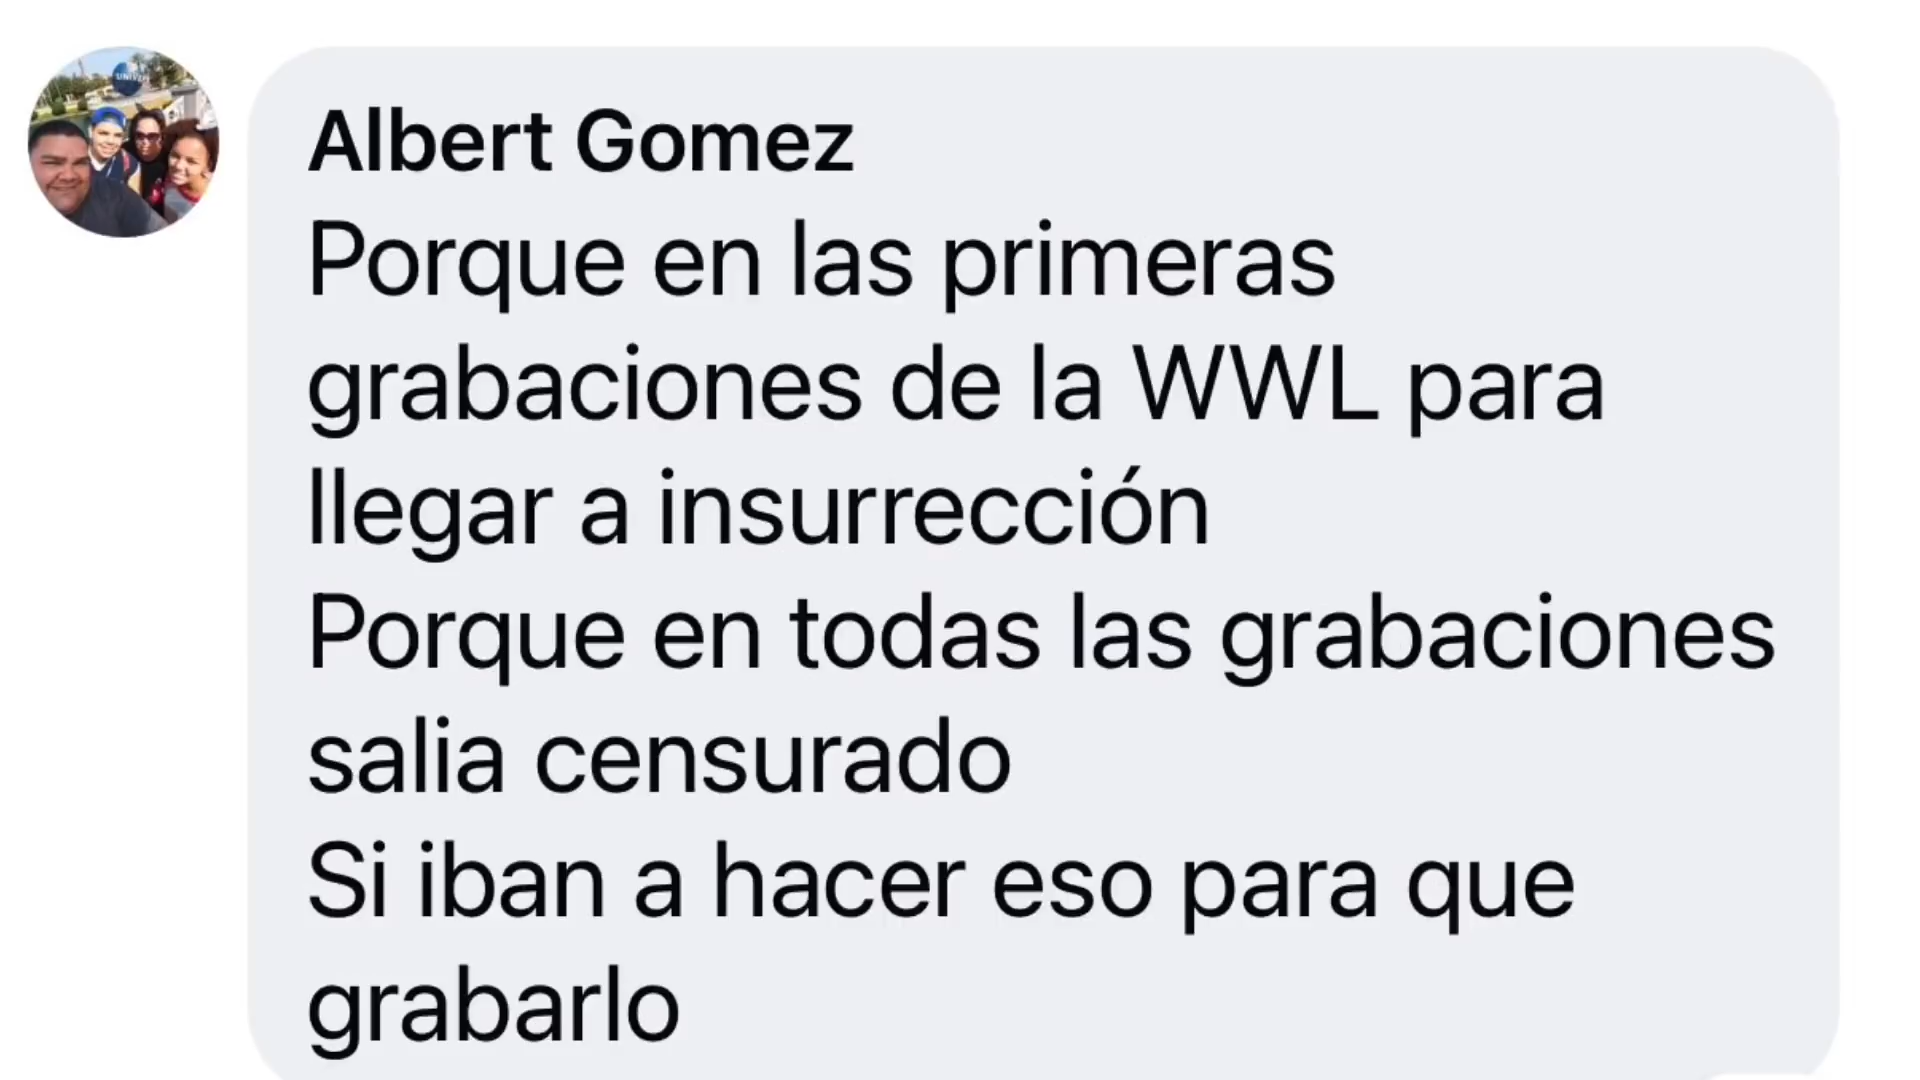 Albert Gomez
Porque en las primeras
grabaciones de la WWL para
llegar a insurrección
Porque en todas las grabaciones
salia censurado
Si iban a hacer eso para que
grabarlo